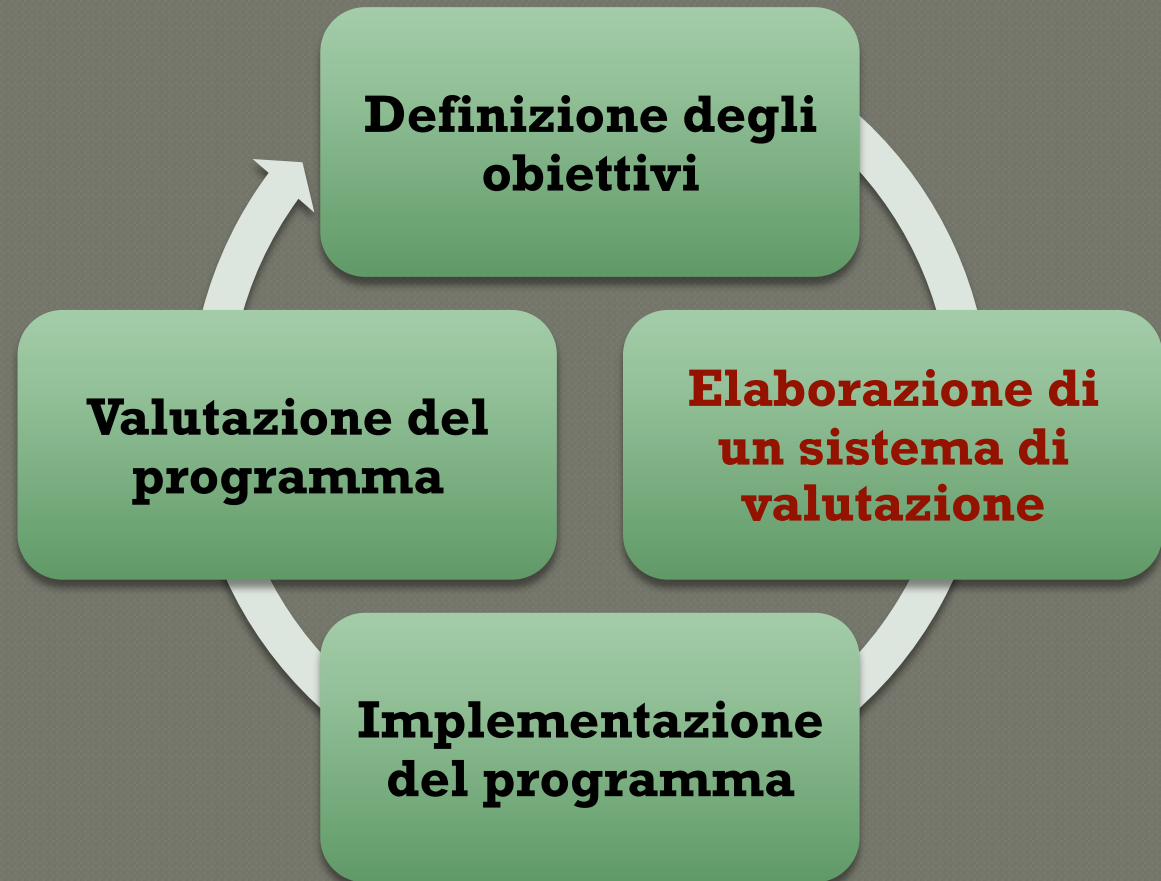 Definizione degli
obiettivi
Elaborazione di
un sistema di
valutazione
Implementazione
del programma
Valutazione del
programma